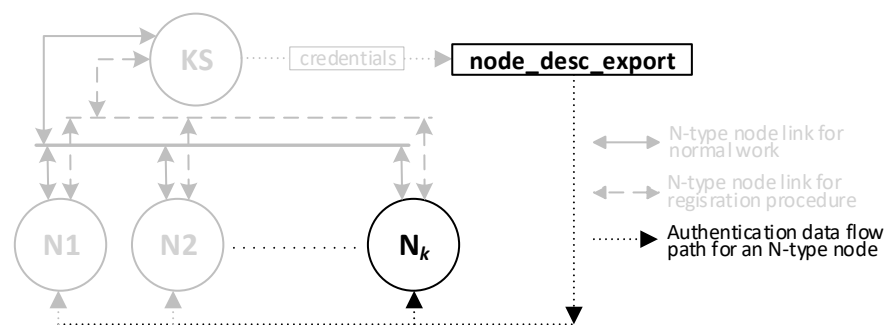 KS
credentials
node_desc_export
N-type node link for
normal work
N-type node link for
regisration procedure
N1
N2
Nk
Authentication data flow
path for an N-type node